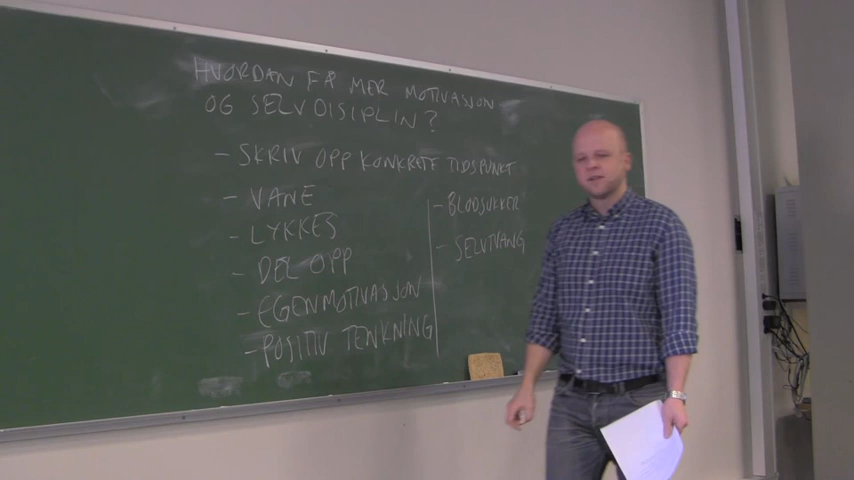 HVORDAN FÅ MER MOTIVASJON
OG SELVDISIPLIN?
- SKRIV OPP KONKRETE TIDSPUNKT
- VANE
- LYKKES
- DEL OPP
- EGENMOTIVASJON
- POSITIV TENKNING
- BLODSUKKER
- SELVTVANG